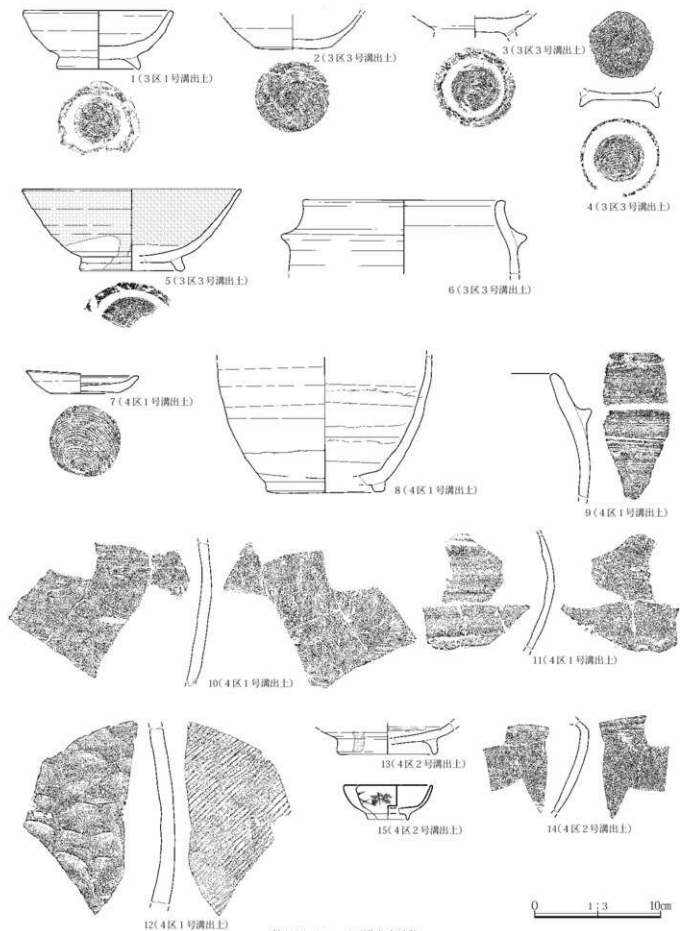 1(3区1号溝出土)
2(3区3号溝出土)
3(3区3号溝出土)
4(3区3号溝出土)
5(3区3号溝出土)
6(3区3号溝出土)
7(4区1号溝出土)
8(4区1号溝出土)
9(4区1号溝出土)
10(4区1号溝出土)
11(4区1号溝出土)
12(4区1号溝出土)
13(4区2号溝出土)
15(4区2号溝出土)
14(4区2号溝出土)
0 1:3 10cm